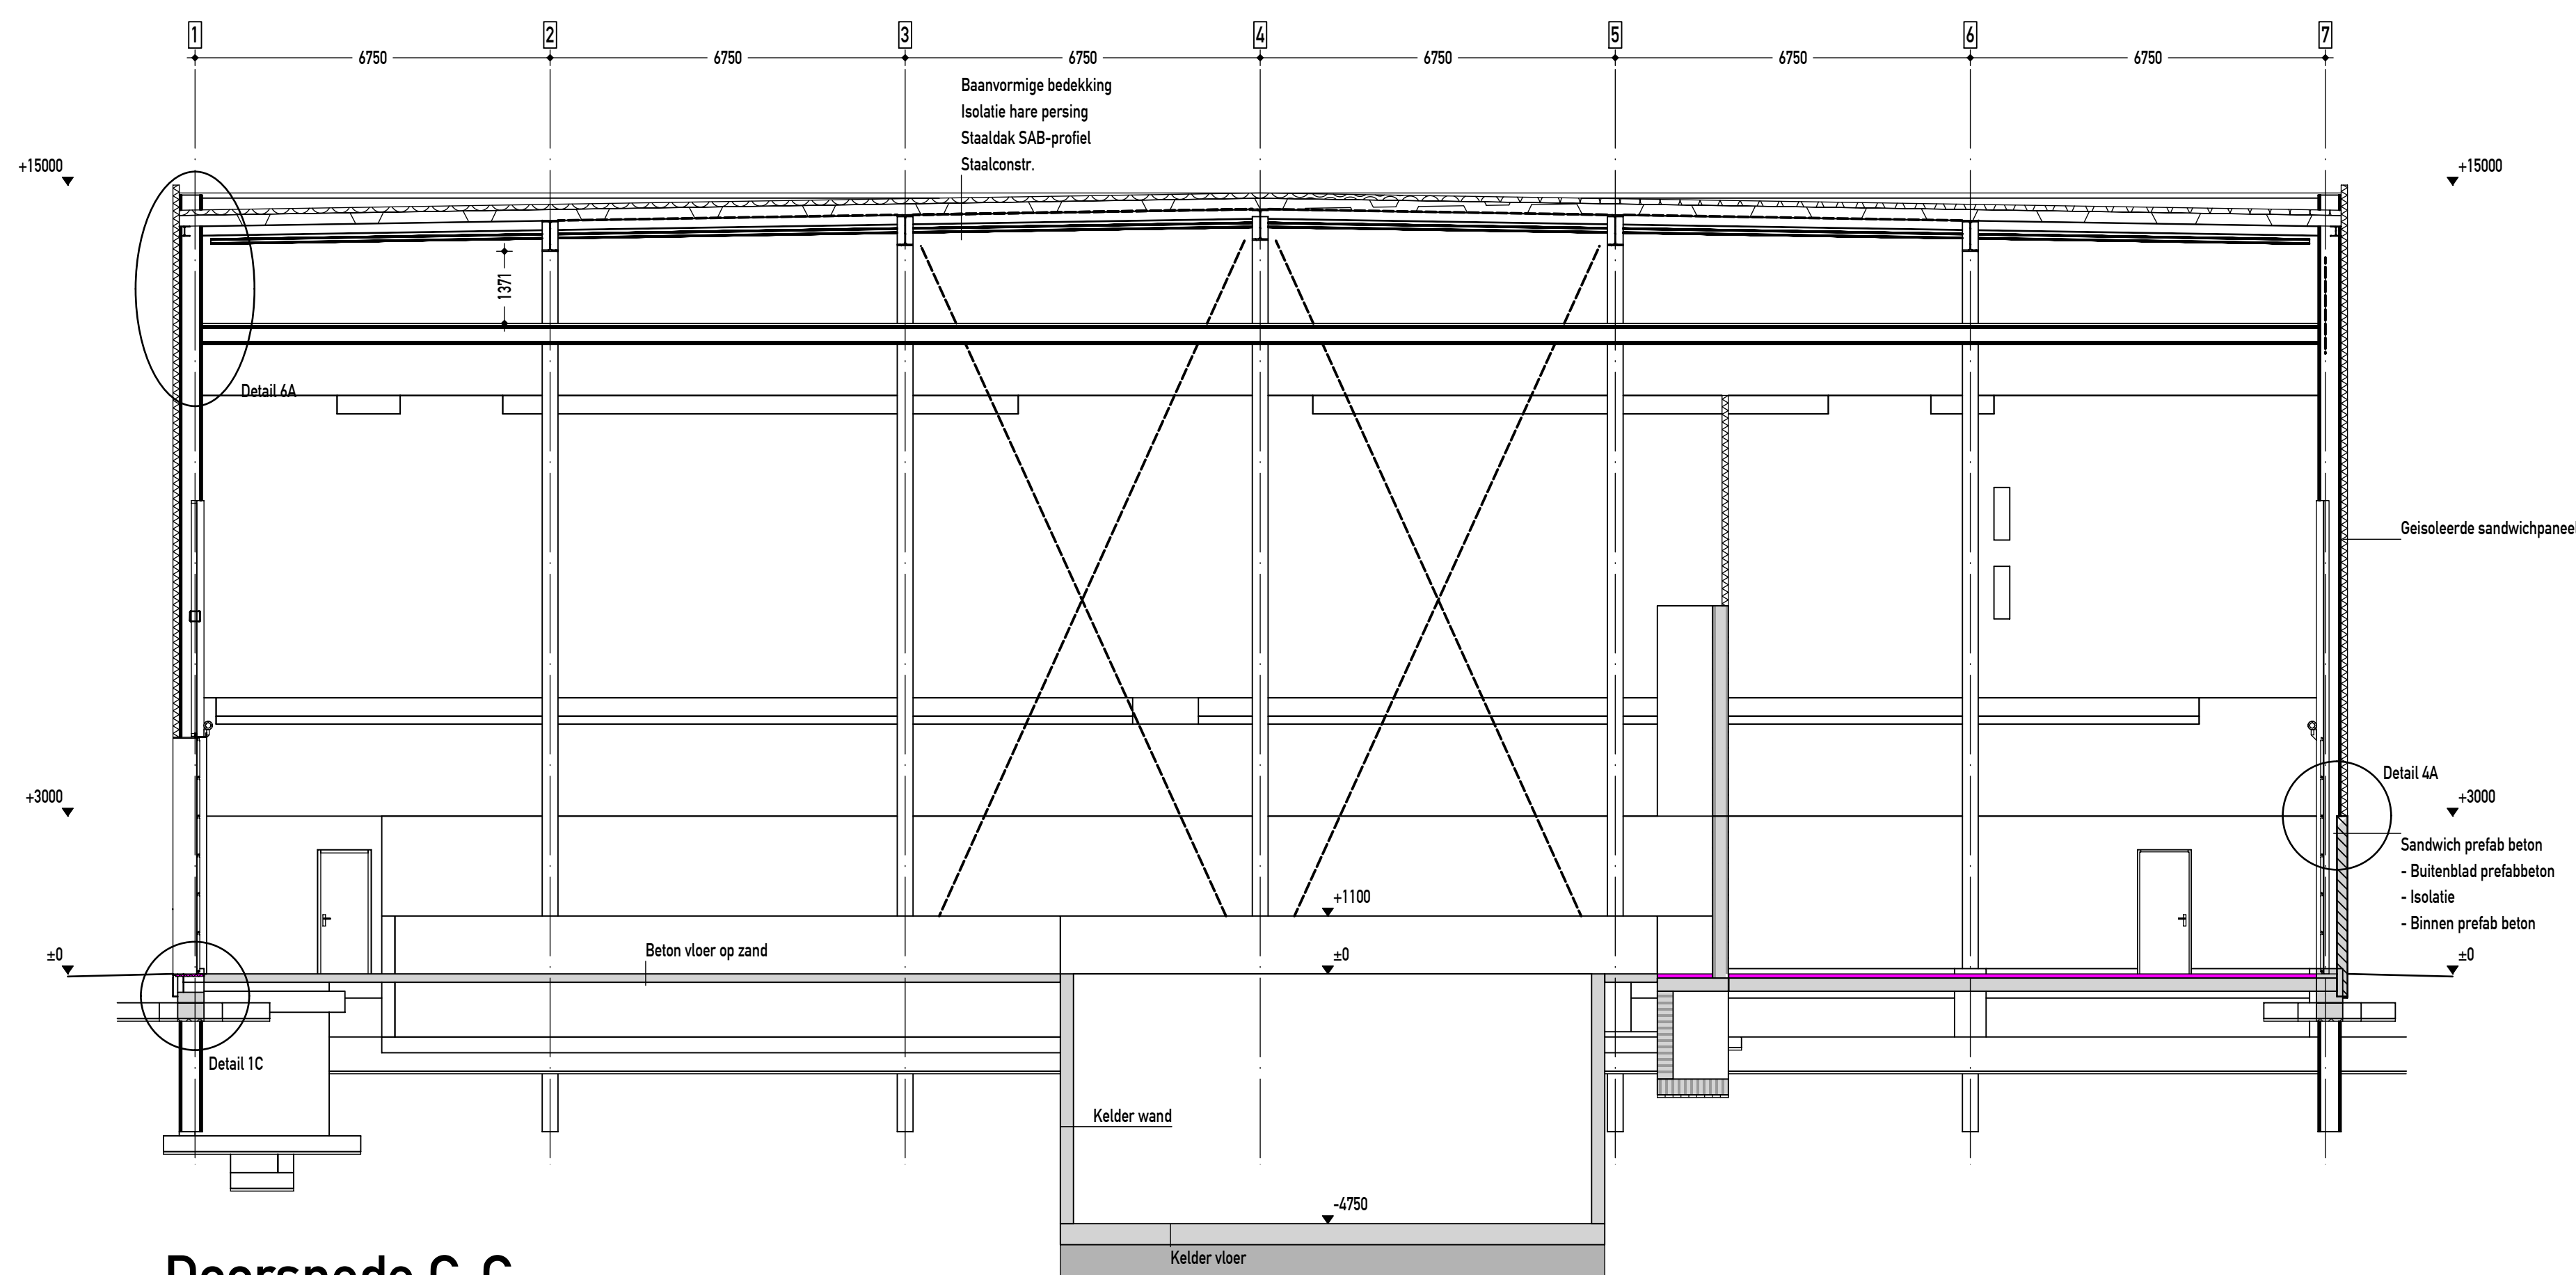 1 2 3 4 5 6 7
6750 6750 6750 6750 6750 6750
Baanvormige bedekking
Isolatie hare persing
Staaldak SAB-profiel
Staalconstr.
+15000
+15000
1371
Detail 6A
Geisoleerde sandwichpaneel
Detail 4A
+3000
+3000
Sandwich prefab beton
- Buitenblad prefabbeton
- Isolatie
- Binnen prefab beton
+1100
Beton vloer op zand
±0
±0
±0
Detail 1C
Kelder wand
-4750
Kelder vloer
Doorsnede C-C